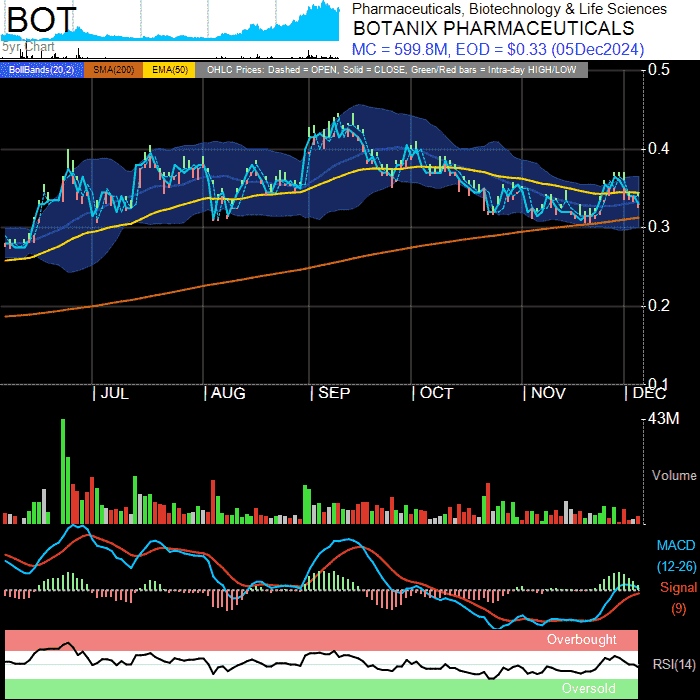 BOT
5yr Chart
Pharmaceuticals, Biotechnology & Life Sciences
BOTANIX PHARMACEUTICALS
MC = 599.8M, EOD = $0.33 (05Dec2024)
BollBands(20,2) SMA(200) EMA(50) OHLC Prices: Dashed = OPEN, Solid = CLOSE, Green/Red bars = Intra-day HIGH/LOW
0.5
0.4
0.3
0.2
0.1
| JUL | AUG | SEP | OCT | NOV | DEC
43M
Volume
MACD
(12-26)
Signal
(9)
Overbought
RSI(14)
Oversold